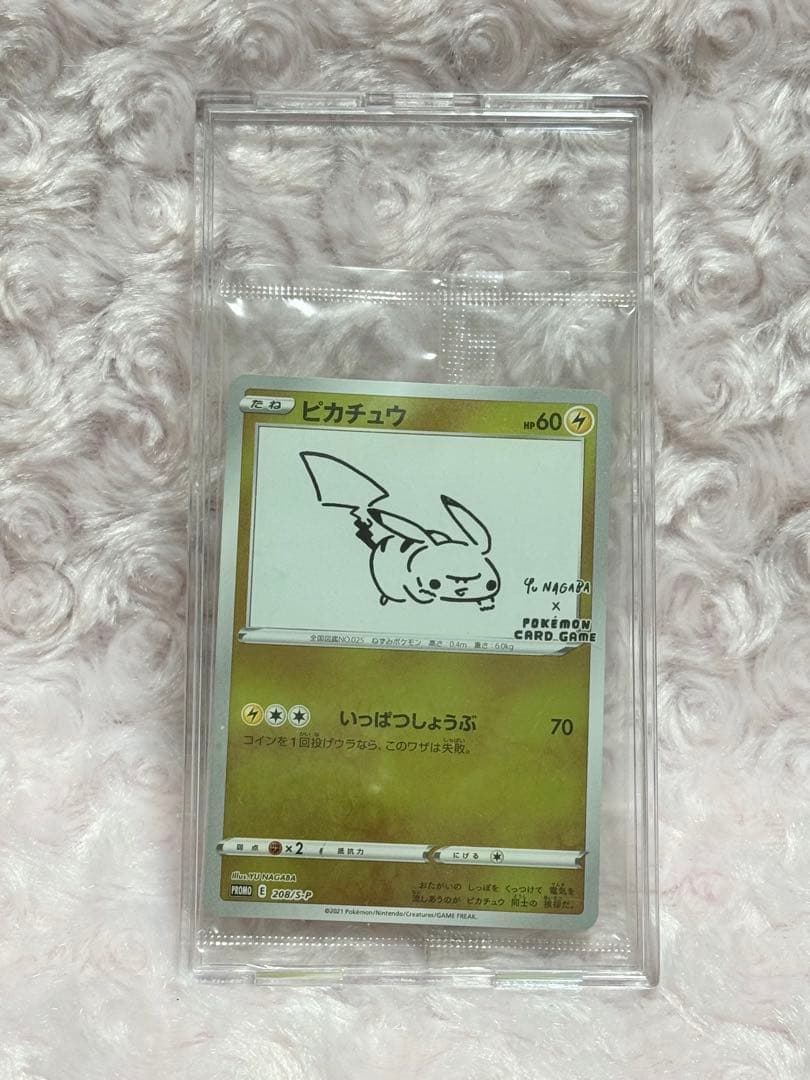 たね ピカチュウ HP60
Yu NAGABA
×
POKÉMON
CARD GAME
全国図鑑NO.025 ねずみポケモン 高さ:0.4m 重さ:6.0kg
いっぱつしょうぶ 70
コインを1回投げウラなら、このワザは失敗。
弱点 ×2 抵抗力 にげる
illus.YU NAGABA
PROMO E 208/S-P
おたがいの しっぽを くっつけて 電気を
流しあうのが ピカチュウ 同士の 挨拶だ。
©2021 Pokémon/Nintendo/Creatures/GAME FREAK.